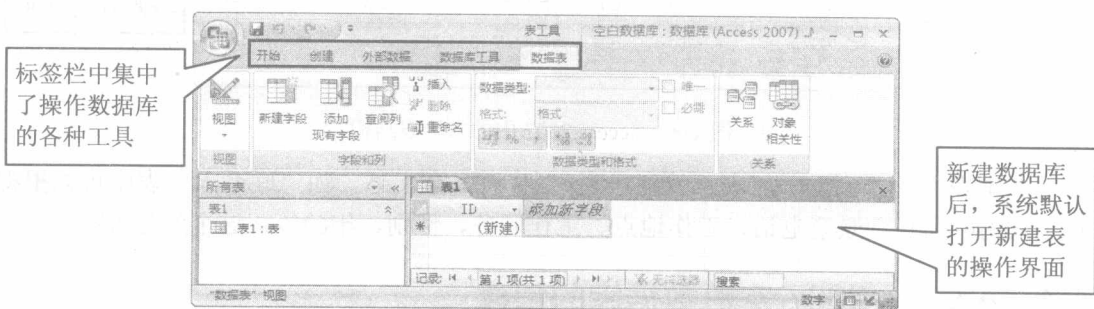 表工具 空白数据库 : 数据库 (Access 2007)
开始 创建 外部数据 数据库工具 数据表
标签栏中集中
了操作数据库
的各种工具
视图 新建字段 添加
现有字段 查阅列 插入
删除
重命名
数据类型:
格式: 格式
唯一
必需
关系 对象
相关性
视图 字段和列 数据类型和格式 关系
所有表
表1
表1 : 表
表1
ID 添加新字段
(新建)
记录: 第 1 项(共 1 项) 无筛选器 搜索
“数据表” 视图 数字
新建数据库
后，系统默认
打开新建表
的操作界面